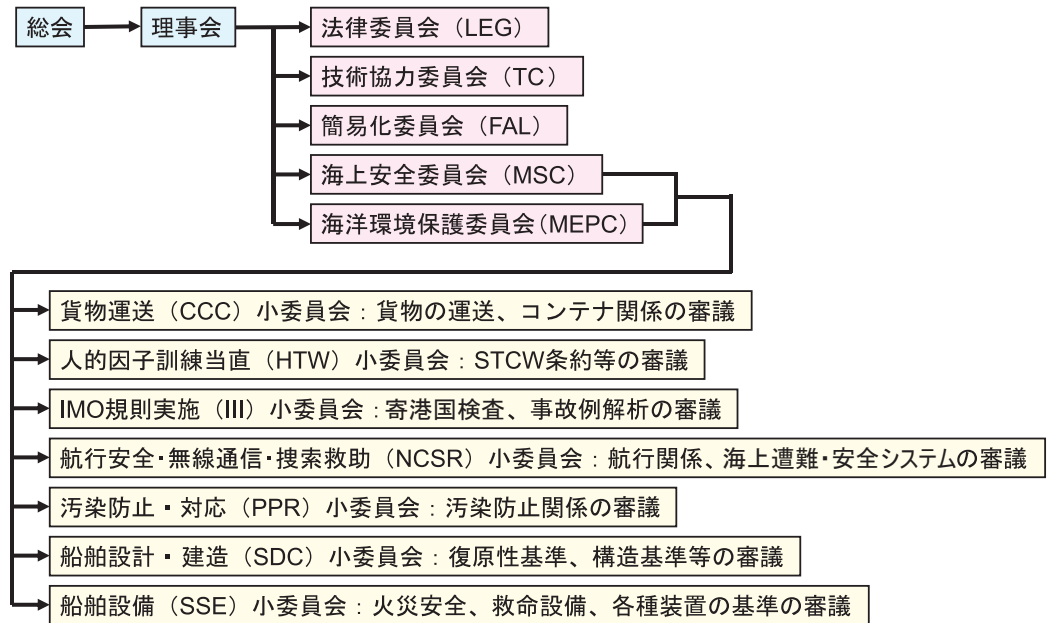 総会
理事会
法律委員会（LEG）
技術協力委員会（TC）
簡易化委員会（FAL）
海上安全委員会（MSC）
海洋環境保護委員会（MEPC）
貨物運送（CCC）小委員会：貨物の運送、コンテナ関係の審議
人的因子訓練当直（HTW）小委員会：STCW条約等の審議
IMO規則実施（III）小委員会：寄港国検査、事故例解析の審議
航行安全・無線通信・捜索救助（NCSR）小委員会：航行関係、海上遭難・安全システムの審議
汚染防止・対応（PPR）小委員会：汚染防止関係の審議
船舶設計・建造（SDC）小委員会：復原性基準、構造基準等の審議
船舶設備（SSE）小委員会：火災安全、救命設備、各種装置の基準の審議